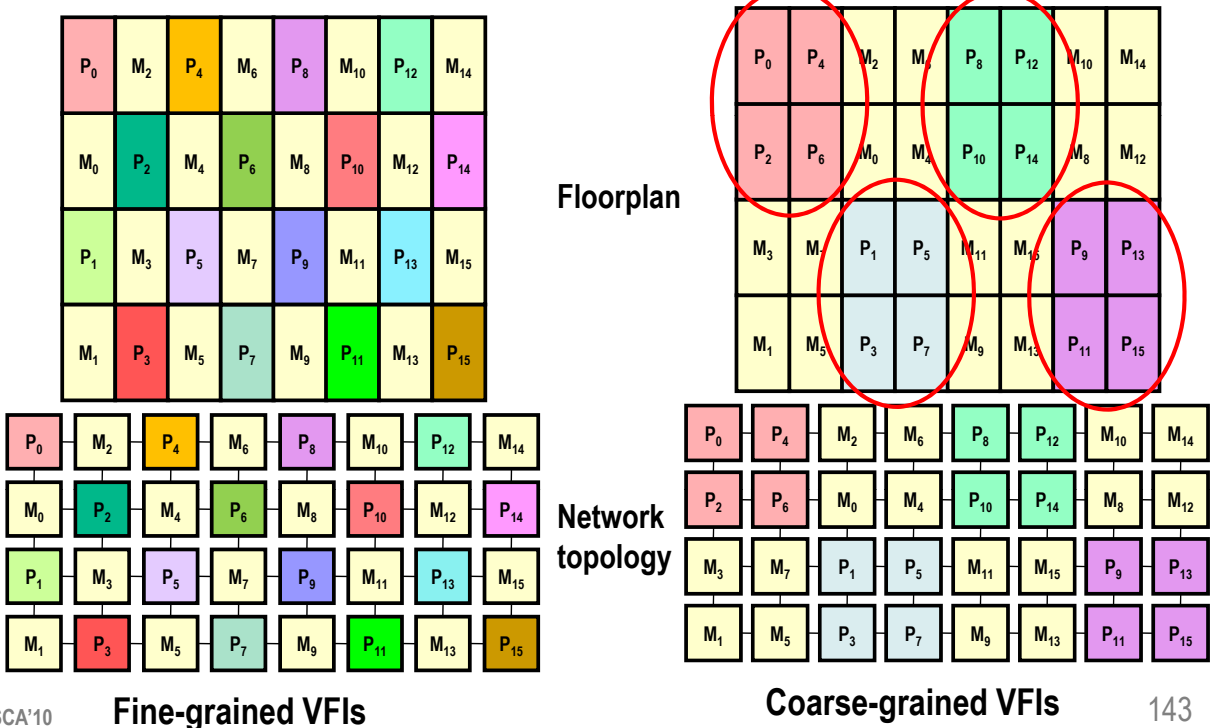 P₀ M₂ P₄ M₆ P₈ M₁₀ P₁₂ M₁₄
M₀ P₂ M₄ P₆ M₈ P₁₀ M₁₂ P₁₄
P₁ M₃ P₅ M₇ P₉ M₁₁ P₁₃ M₁₅
M₁ P₃ M₅ P₇ M₉ P₁₁ M₁₃ P₁₅
Floorplan
P₀ P₄ M₂ M₆ P₈ P₁₂ M₁₀ M₁₄
P₂ P₆ M₀ M₄ P₁₀ P₁₄ M₈ M₁₂
M₃ M₇ P₁ P₅ M₁₁ M₁₅ P₉ P₁₃
M₁ M₅ P₃ P₇ M₉ M₁₃ P₁₁ P₁₅
P₀ M₂ P₄ M₆ P₈ M₁₀ P₁₂ M₁₄
M₀ P₂ M₄ P₆ M₈ P₁₀ M₁₂ P₁₄
P₁ M₃ P₅ M₇ P₉ M₁₁ P₁₃ M₁₅
M₁ P₃ M₅ P₇ M₉ P₁₁ M₁₃ P₁₅
Network
topology
P₀ P₄ M₂ M₆ P₈ P₁₂ M₁₀ M₁₄
P₂ P₆ M₀ M₄ P₁₀ P₁₄ M₈ M₁₂
M₃ M₇ P₁ P₅ M₁₁ M₁₅ P₉ P₁₃
M₁ M₅ P₃ P₇ M₉ M₁₃ P₁₁ P₁₅
SCA'10
Fine-grained VFIs
Coarse-grained VFIs
143